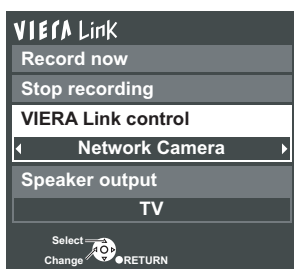 VIERA Link
Record now
Stop recording
VIERA Link control
Network Camera
Speaker output
TV
Select
Change
RETURN